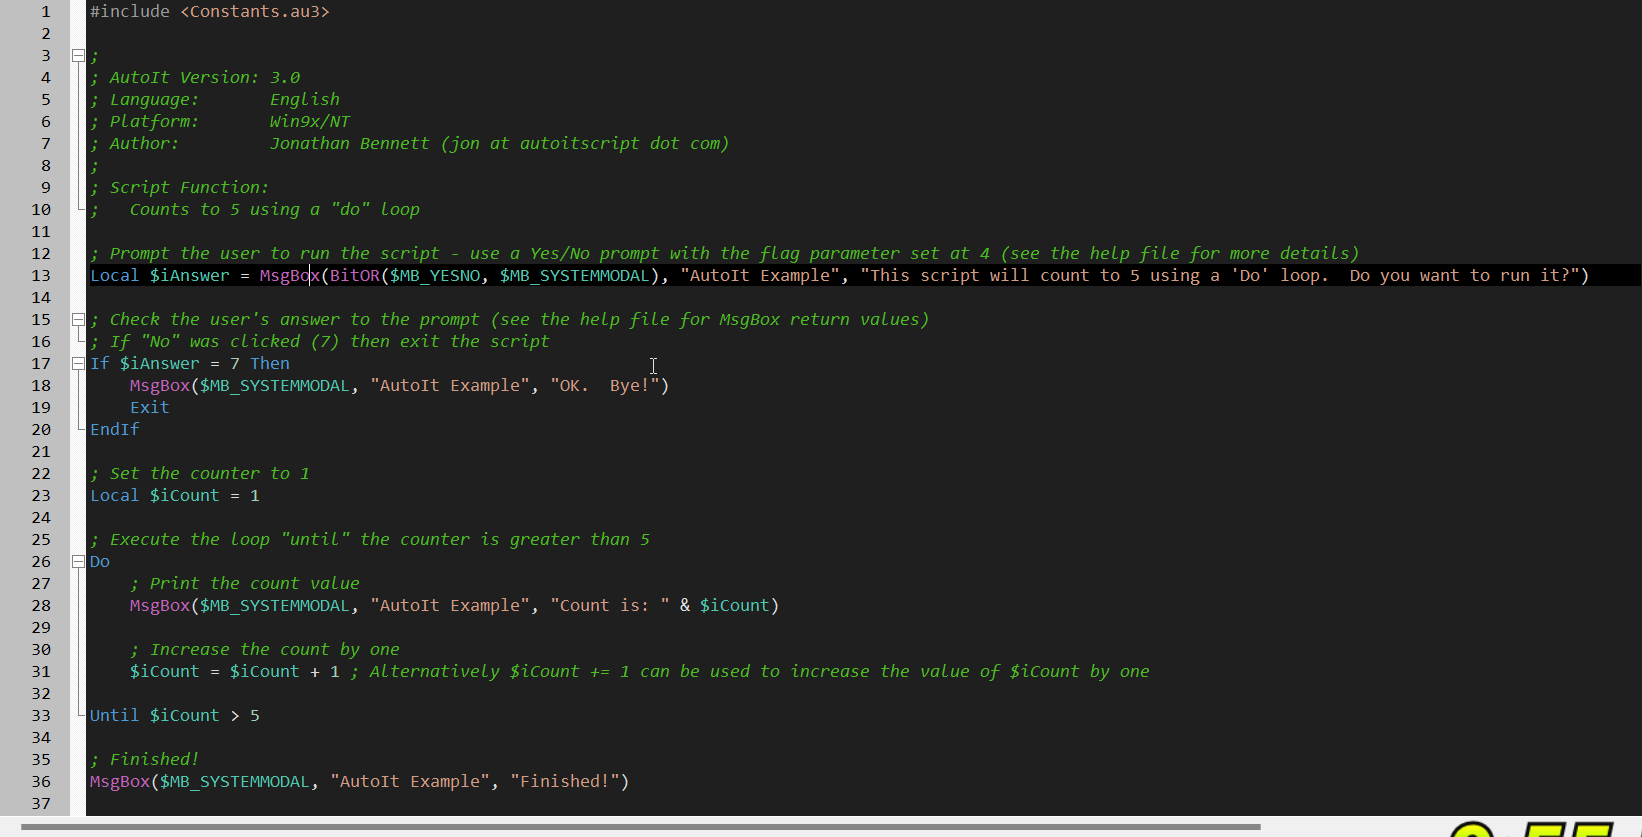 1 #include <Constants.au3>
2
3 ;
4 ; AutoIt Version: 3.0
5 ; Language:       English
6 ; Platform:       Win9x/NT
7 ; Author:         Jonathan Bennett (jon at autoitscript dot com)
8 ;
9 ; Script Function:
10 ;   Counts to 5 using a "do" loop
11
12 ; Prompt the user to run the script - use a Yes/No prompt with the flag parameter set at 4 (see the help file for more details)
13 Local $iAnswer = MsgBox(BitOR($MB_YESNO, $MB_SYSTEMMODAL), "AutoIt Example", "This script will count to 5 using a 'Do' loop.  Do you want to run it?")
14
15 ; Check the user's answer to the prompt (see the help file for MsgBox return values)
16 ; If "No" was clicked (7) then exit the script
17 If $iAnswer = 7 Then
18     MsgBox($MB_SYSTEMMODAL, "AutoIt Example", "OK.  Bye!")
19     Exit
20 EndIf
21
22 ; Set the counter to 1
23 Local $iCount = 1
24
25 ; Execute the loop "until" the counter is greater than 5
26 Do
27     ; Print the count value
28     MsgBox($MB_SYSTEMMODAL, "AutoIt Example", "Count is: " & $iCount)
29
30     ; Increase the count by one
31     $iCount = $iCount + 1 ; Alternatively $iCount += 1 can be used to increase the value of $iCount by one
32
33 Until $iCount > 5
34
35 ; Finished!
36 MsgBox($MB_SYSTEMMODAL, "AutoIt Example", "Finished!")
37